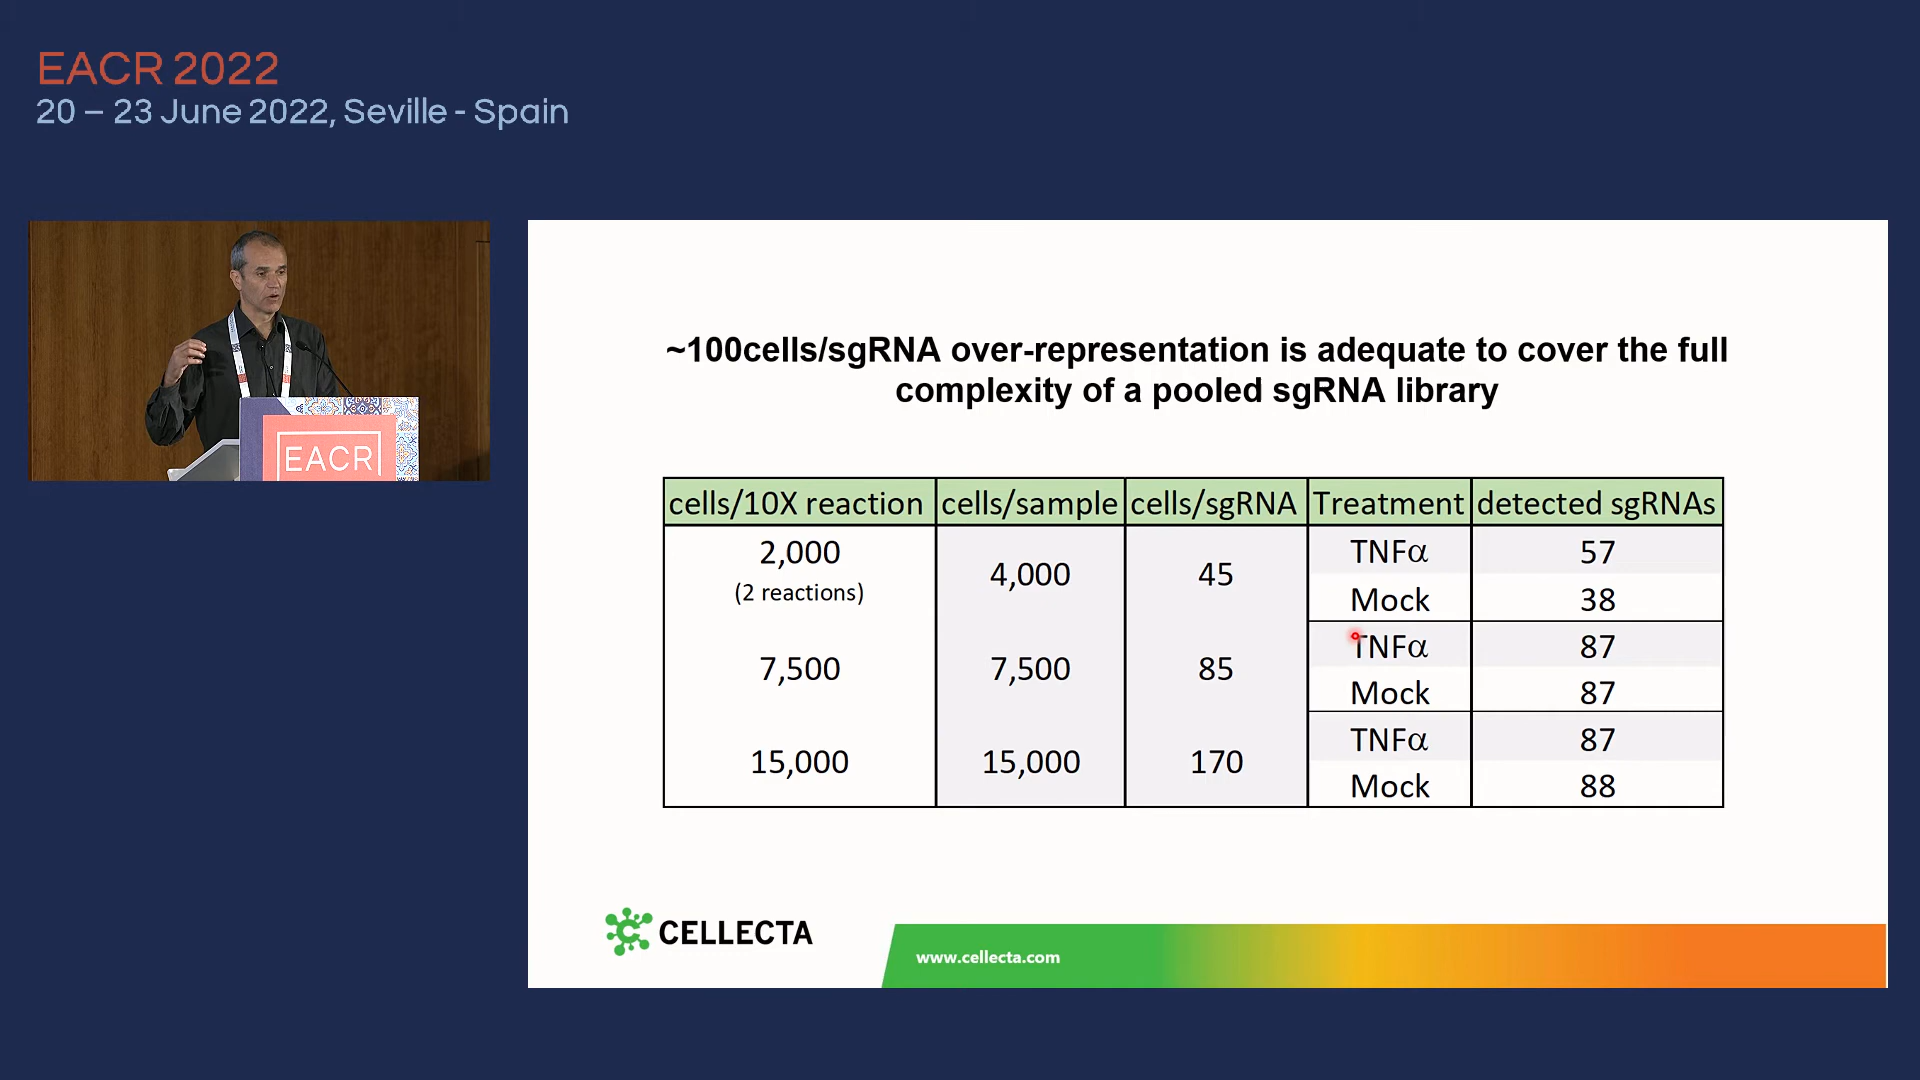 EACR 2022
20 – 23 June 2022, Seville - Spain
EACR
~100cells/sgRNA over-representation is adequate to cover the full
complexity of a pooled sgRNA library
cells/10X reaction cells/sample cells/sgRNA Treatment detected sgRNAs
2,000 (2 reactions) 4,000 45 TNFα 57
Mock 38
7,500 7,500 85 TNFα 87
Mock 87
15,000 15,000 170 TNFα 87
Mock 88
CELLECTA
www.cellecta.com